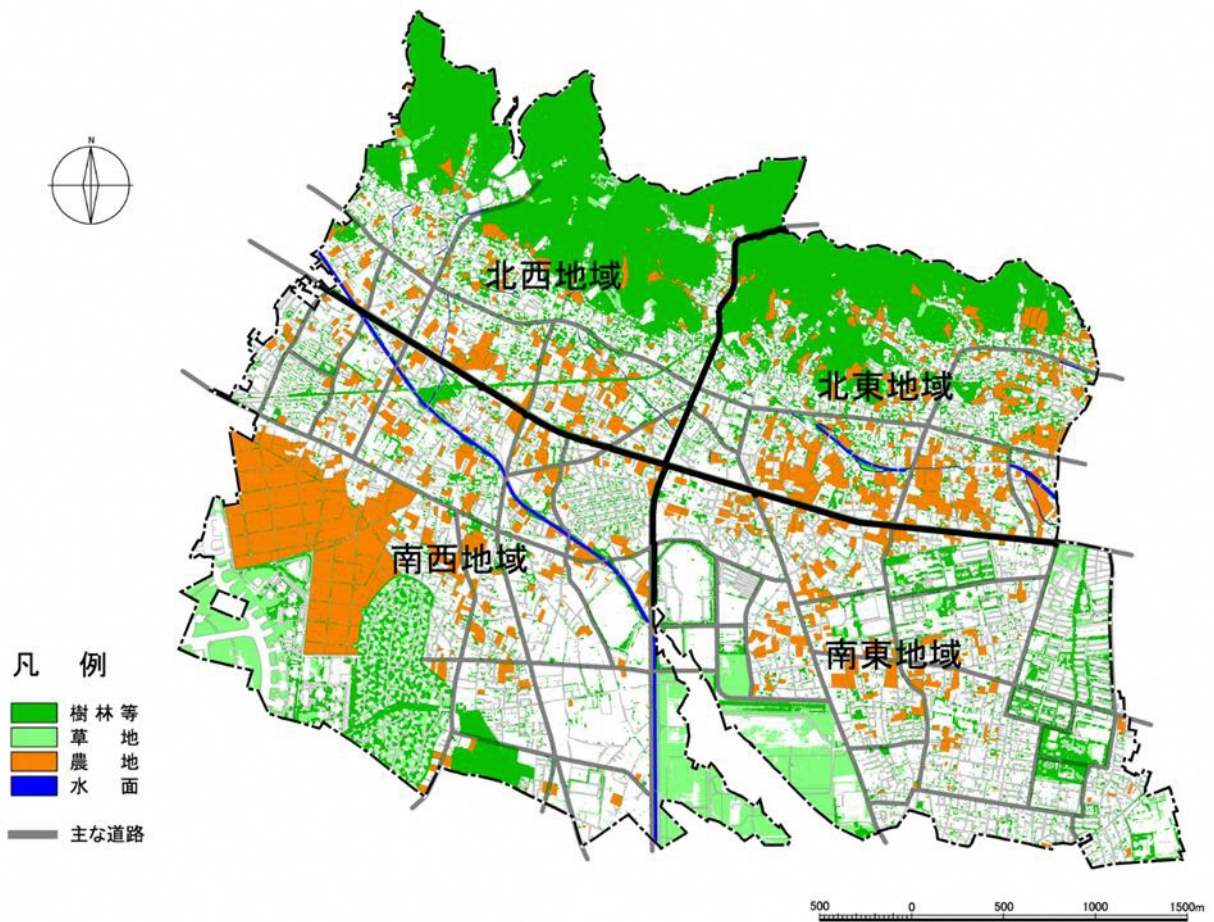 N
北西地域
北東地域
南西地域
南東地域
凡 例
樹林等
草 地
農 地
水 面
主な道路
500 0 500 1000 1500m